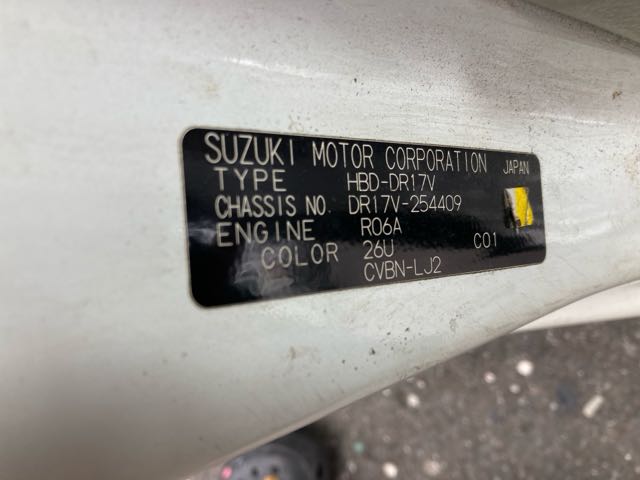 SUZUKI MOTOR CORPORATION JAPAN
TYPE HBD-DR17V
CHASSIS NO. DR17V-254409
ENGINE R06A
COLOR 26U C01
CVBN-LJ2